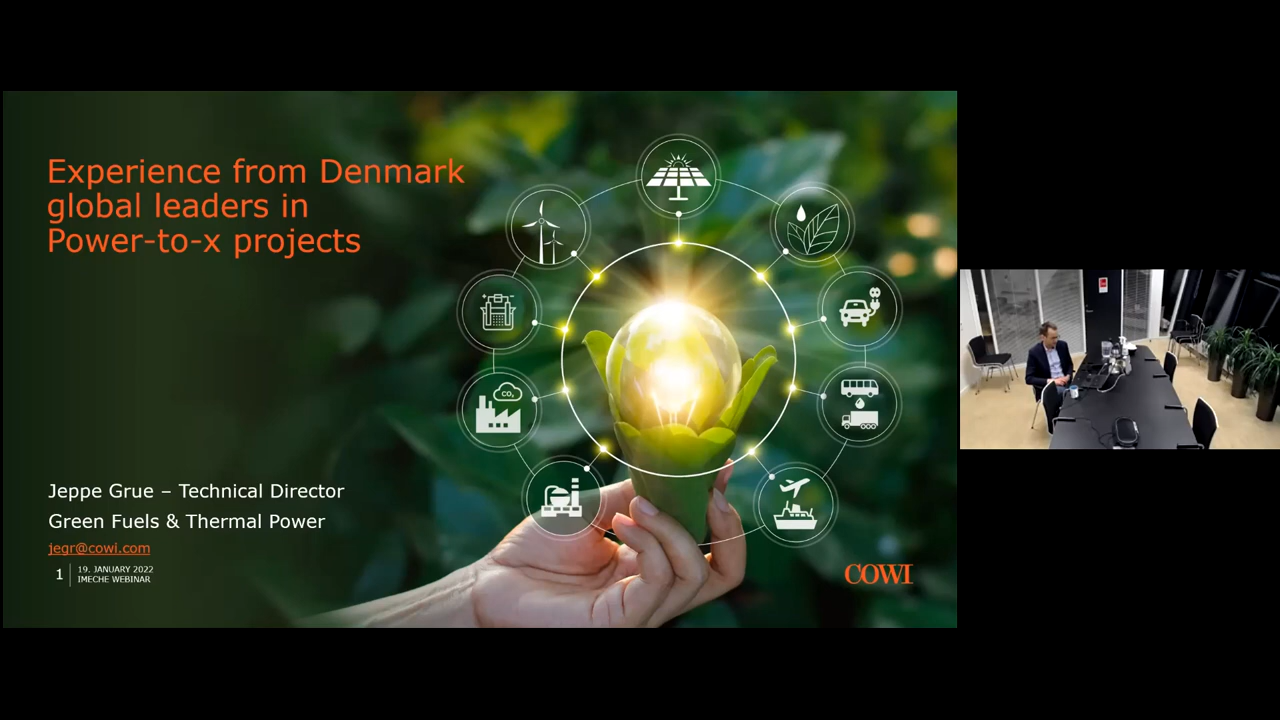 Experience from Denmark
global leaders in
Power-to-x projects
CO₂
Jeppe Grue – Technical Director
Green Fuels & Thermal Power
jegr@cowi.com
1
19. JANUARY 2022
IMECHE WEBINAR
COWI